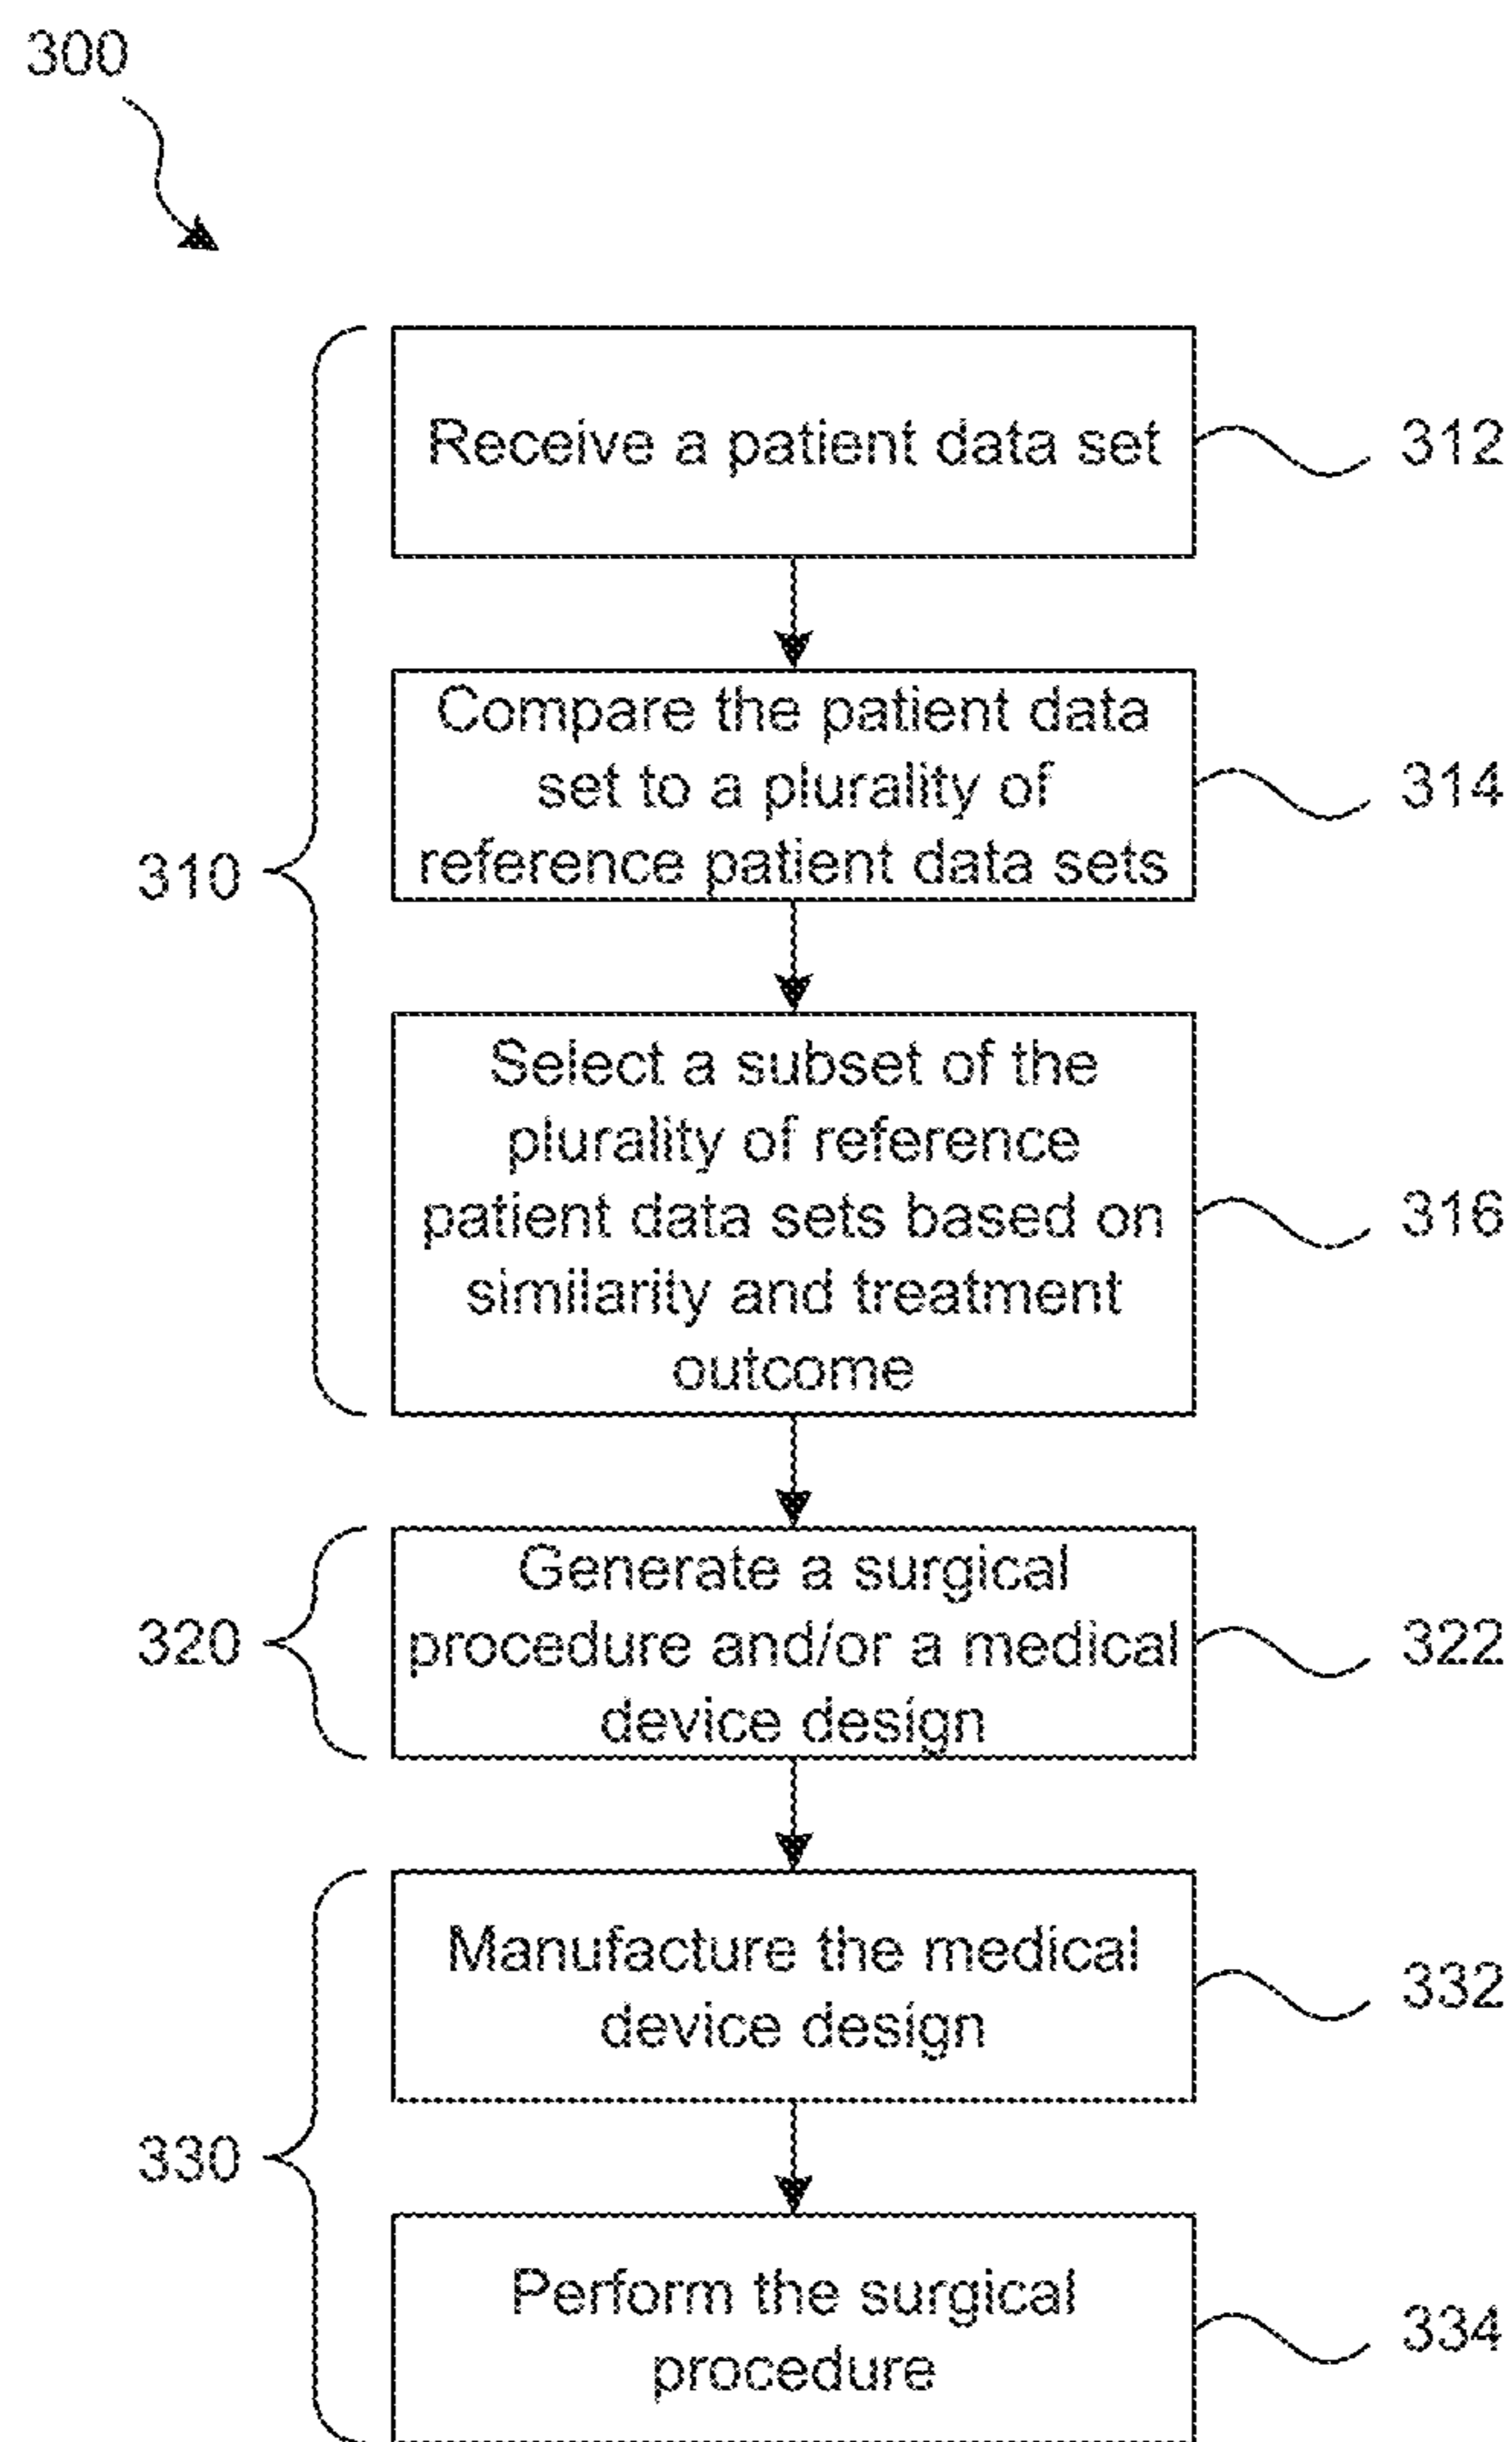 300
Receive a patient data set
312
Compare the patient data
set to a plurality of
reference patient data sets
314
310
Select a subset of the
plurality of reference
patient data sets based on
similarity and treatment
outcome
316
Generate a surgical
procedure and/or a medical
device design
320
322
Manufacture the medical
device design
332
330
Perform the surgical
procedure
334